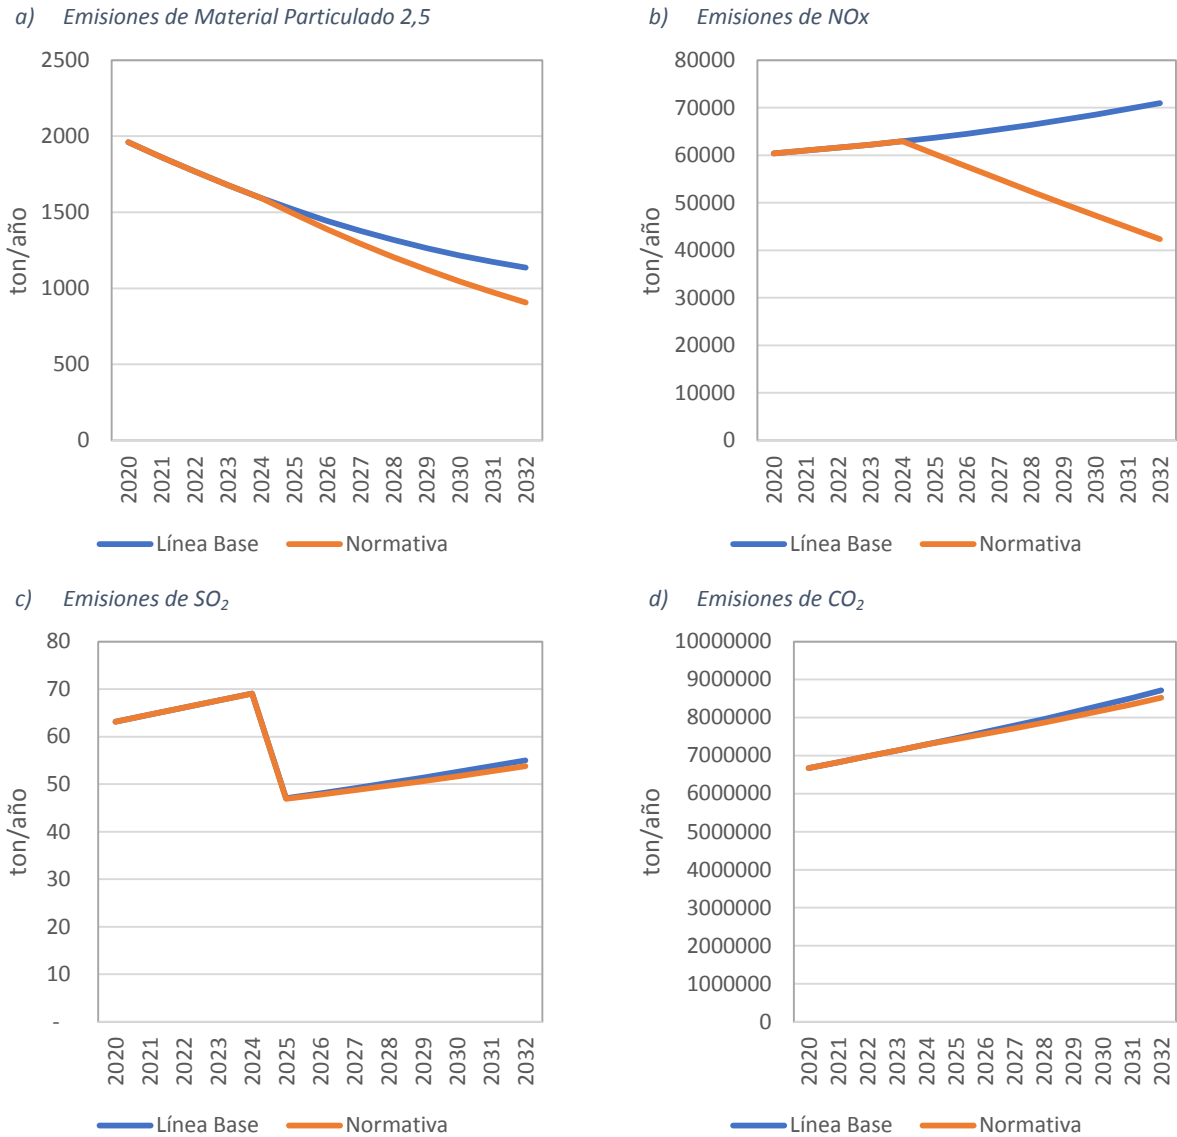 a) Emisiones de Material Particulado 2,5
2500
2000
1500
1000
500
0
ton/año
2020 2021 2022 2023 2024 2025 2026 2027 2028 2029 2030 2031 2032
Línea Base Normativa
b) Emisiones de NOx
80000
70000
60000
50000
40000
30000
20000
10000
0
ton/año
2020 2021 2022 2023 2024 2025 2026 2027 2028 2029 2030 2031 2032
Línea Base Normativa
c) Emisiones de SO₂
80
70
60
50
40
30
20
10
-
ton/año
2020 2021 2022 2023 2024 2025 2026 2027 2028 2029 2030 2031 2032
Línea Base Normativa
d) Emisiones de CO₂
10000000
9000000
8000000
7000000
6000000
5000000
4000000
3000000
2000000
1000000
0
ton/año
2020 2021 2022 2023 2024 2025 2026 2027 2028 2029 2030 2031 2032
Línea Base Normativa